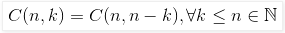 C(n, k) = C(n, n − k), ∀k ≤ n ∈ ℕ